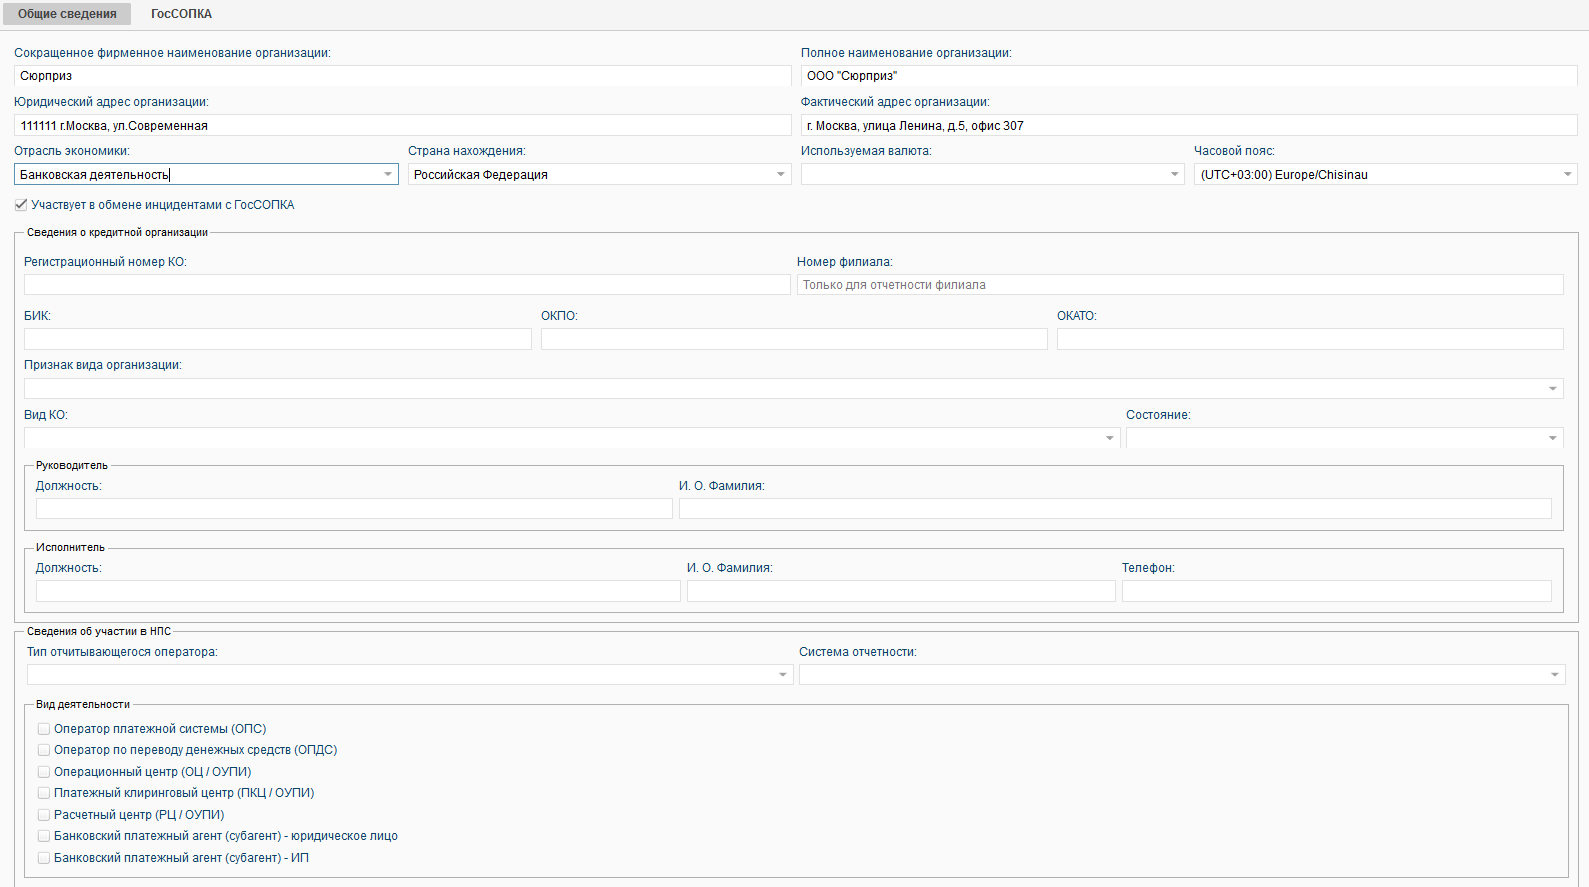 Общие сведения ГосСОПКА
Сокращенное фирменное наименование организации: Полное наименование организации:
Сюрприз ООО "Сюрприз"
Юридический адрес организации: Фактический адрес организации:
111111 г.Москва, ул.Современная г. Москва, улица Ленина, д.5, офис 307
Отрасль экономики: Страна нахождения: Используемая валюта: Часовой пояс:
Банковская деятельность Российская Федерация (UTC+03:00) Europe/Chisinau
Участвует в обмене инцидентами с ГосСОПКА
Сведения о кредитной организации
Регистрационный номер КО: Номер филиала:
Только для отчетности филиала
БИК: ОКПО: ОКАТО:
Признак вида организации:
Вид КО: Состояние:
Руководитель
Должность: И. О. Фамилия:
Исполнитель
Должность: И. О. Фамилия: Телефон:
Сведения об участии в НПС
Тип отчитывающегося оператора: Система отчетности:
Вид деятельности
Оператор платежной системы (ОПС)
Оператор по переводу денежных средств (ОПДС)
Операционный центр (ОЦ / ОУПИ)
Платежный клиринговый центр (ПКЦ / ОУПИ)
Расчетный центр (РЦ / ОУПИ)
Банковский платежный агент (субагент) - юридическое лицо
Банковский платежный агент (субагент) - ИП